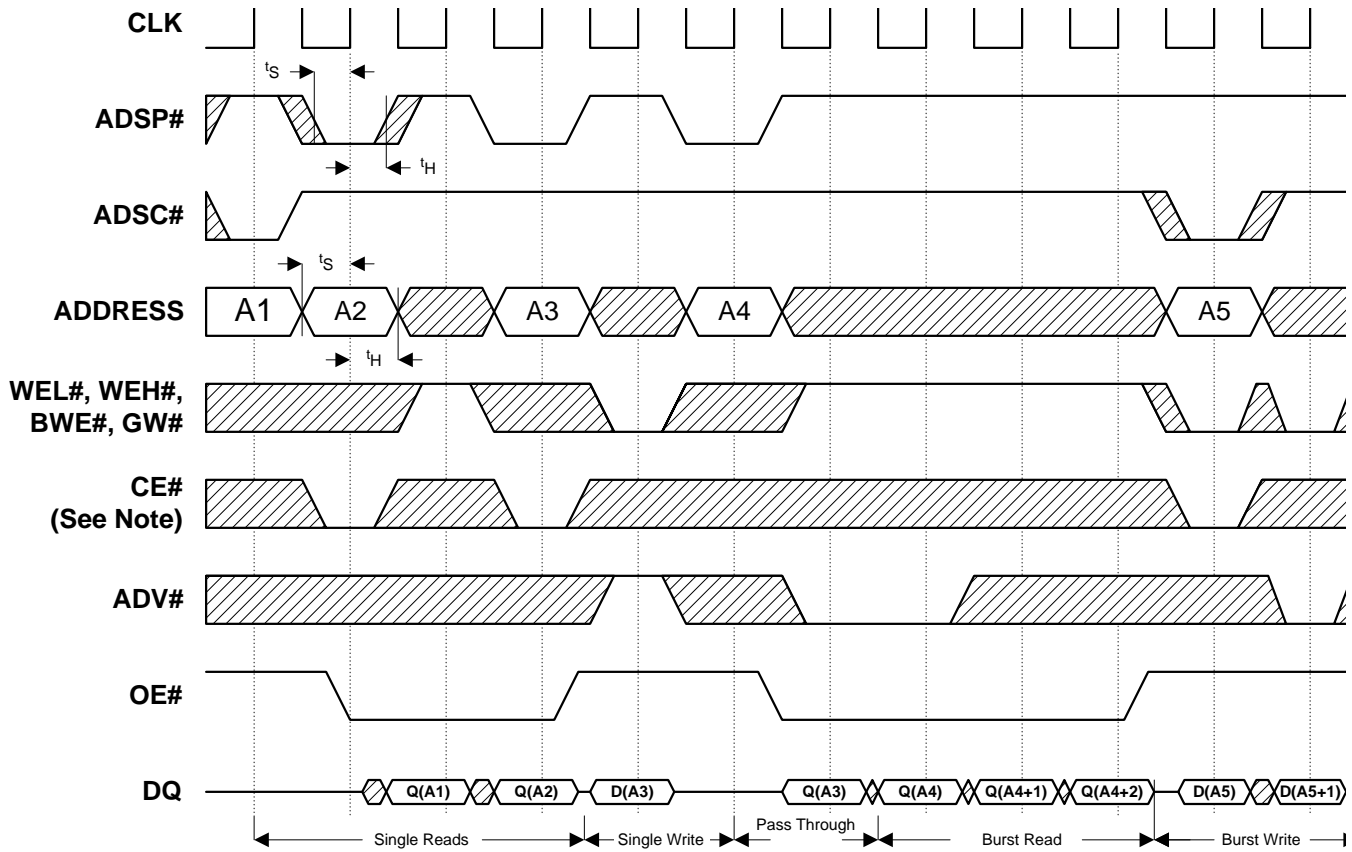 CLK
tS
ADSP#
tH
ADSC#
tS
ADDRESS
A1
A2
A3
A4
A5
tH
WEL#, WEH#,
BWE#, GW#
CE#
(See Note)
ADV#
OE#
DQ
Q(A1)
Q(A2)
D(A3)
Q(A3)
Q(A4)
Q(A4+1)
Q(A4+2)
D(A5)
D(A5+1)
Single Reads
Single Write
Pass Through
Burst Read
Burst Write